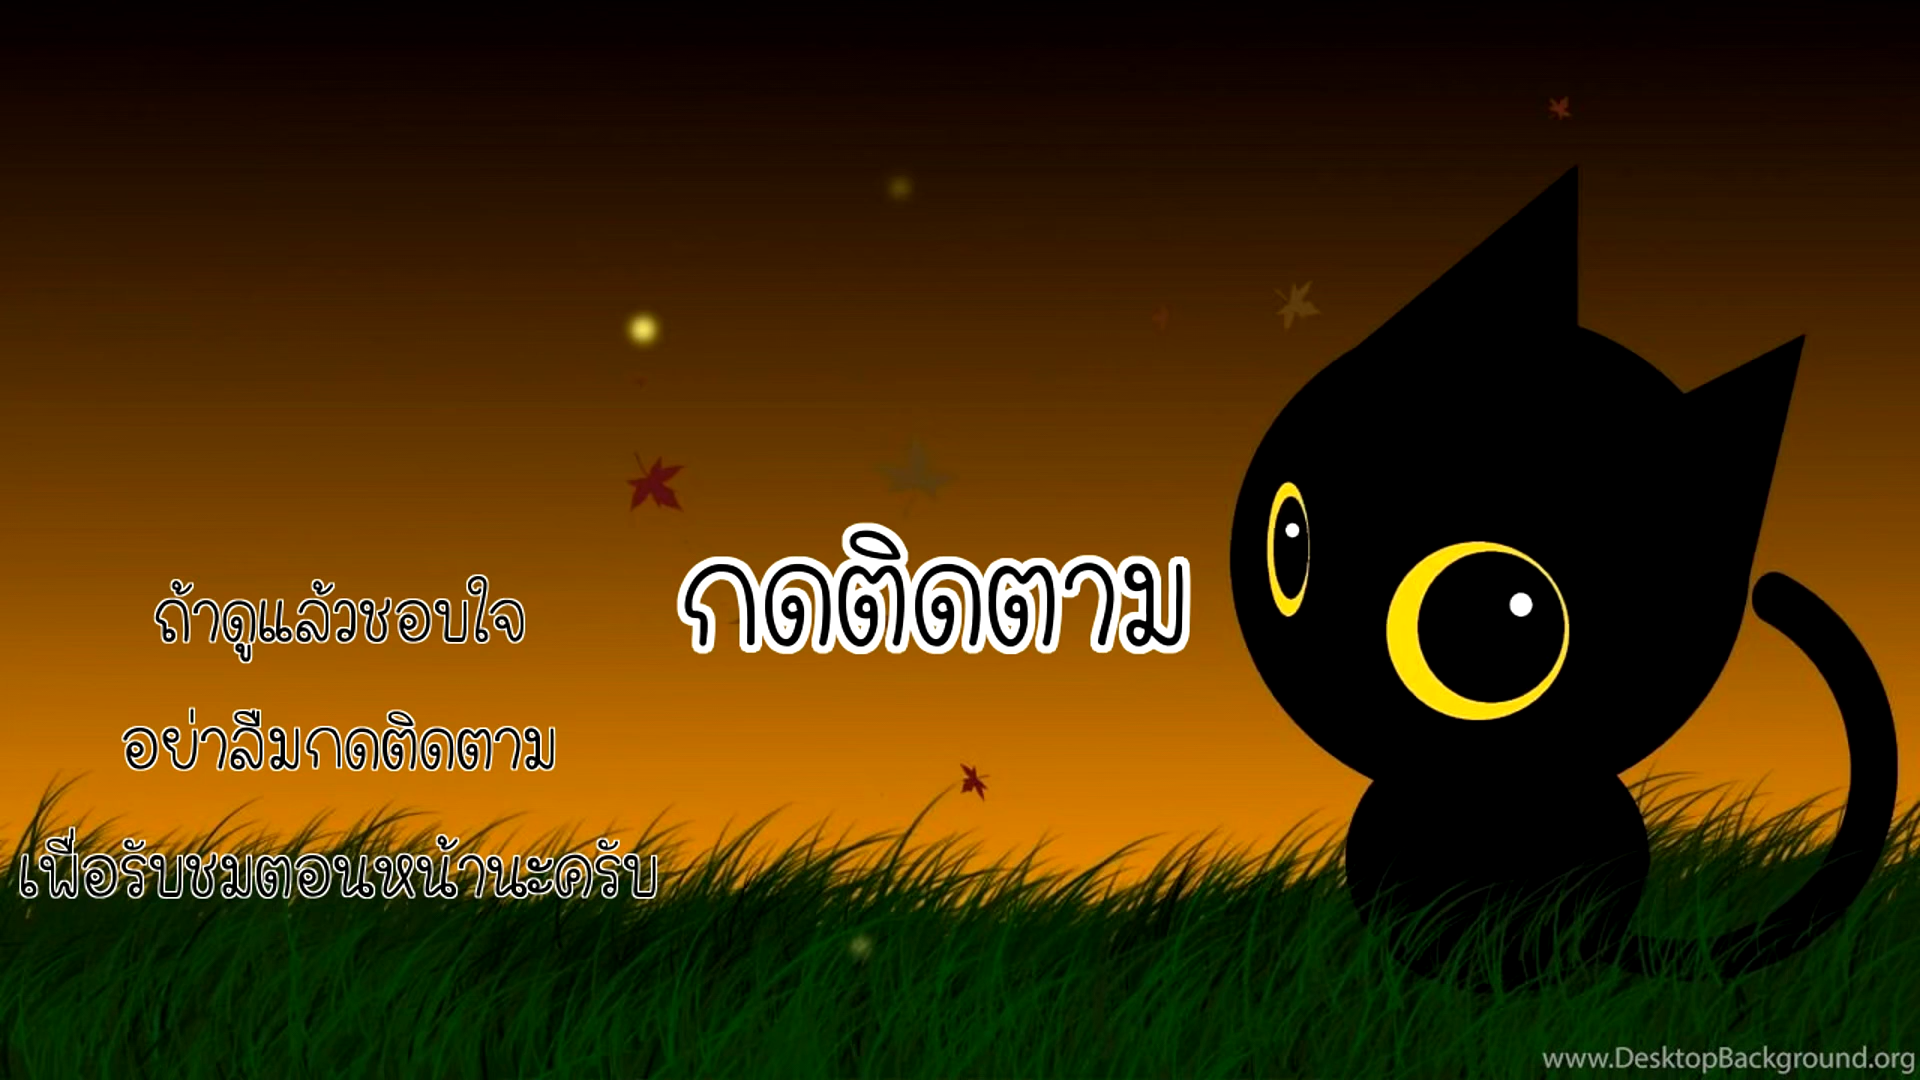 กดติดตาม
ถ้าดูแล้วชอบใจ
อย่าลืมกดติดตาม
เพื่อรับชมตอนหน้านะครับ
www.DesktopBackground.org